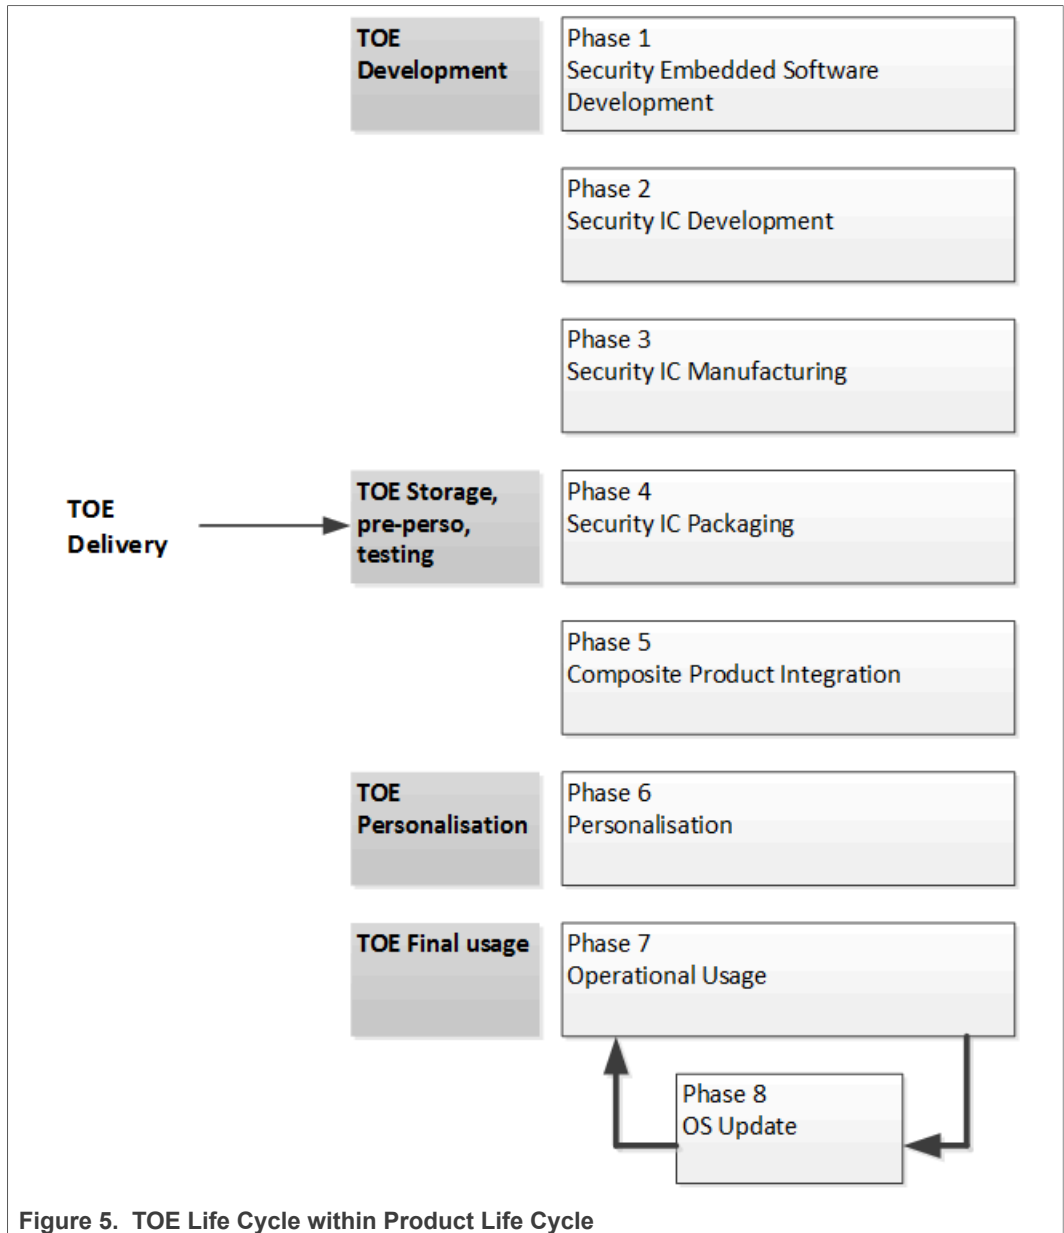 TOE
Development
Phase 1
Security Embedded Software
Development
Phase 2
Security IC Development
Phase 3
Security IC Manufacturing
TOE
Delivery
TOE Storage,
pre-perso,
testing
Phase 4
Security IC Packaging
Phase 5
Composite Product Integration
TOE
Personalisation
Phase 6
Personalisation
TOE Final usage
Phase 7
Operational Usage
Phase 8
OS Update
Figure 5. TOE Life Cycle within Product Life Cycle